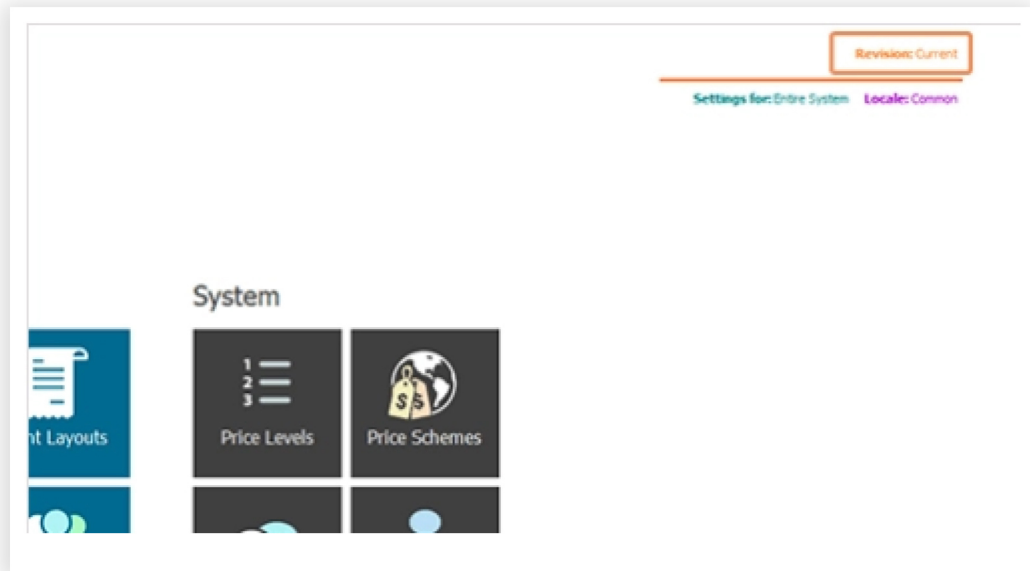 Revision: Current
Settings for: Entire System Locale: Common
System
1
2
3
$ $
nt Layouts
Price Levels
Price Schemes